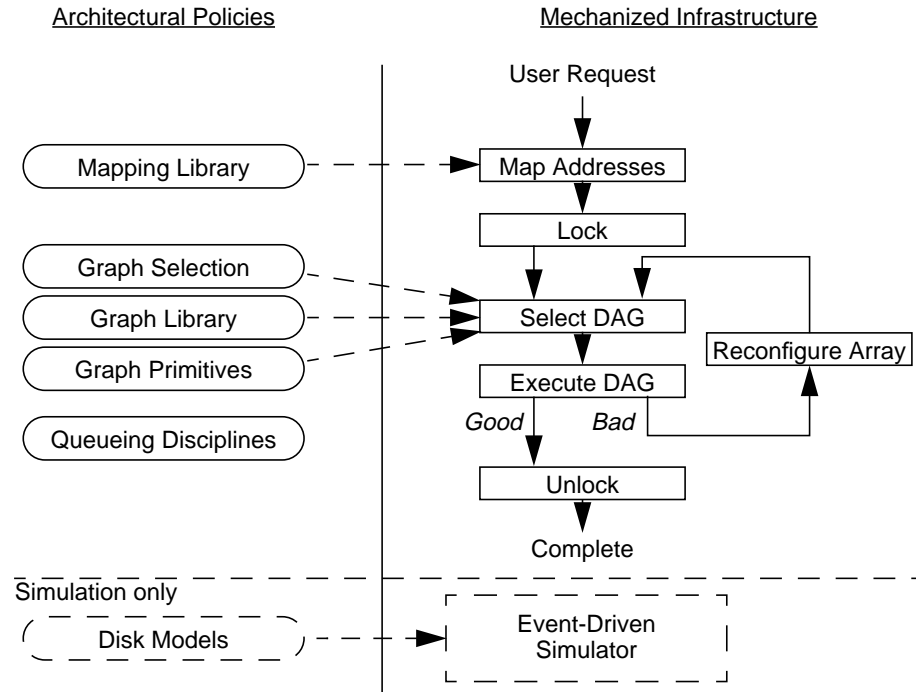 Architectural Policies
Mechanized Infrastructure
User Request
Mapping Library
Map Addresses
Lock
Graph Selection
Graph Library
Select DAG
Reconfigure Array
Graph Primitives
Execute DAG
Good
Bad
Queueing Disciplines
Unlock
Complete
Simulation only
Disk Models
Event-Driven
Simulator